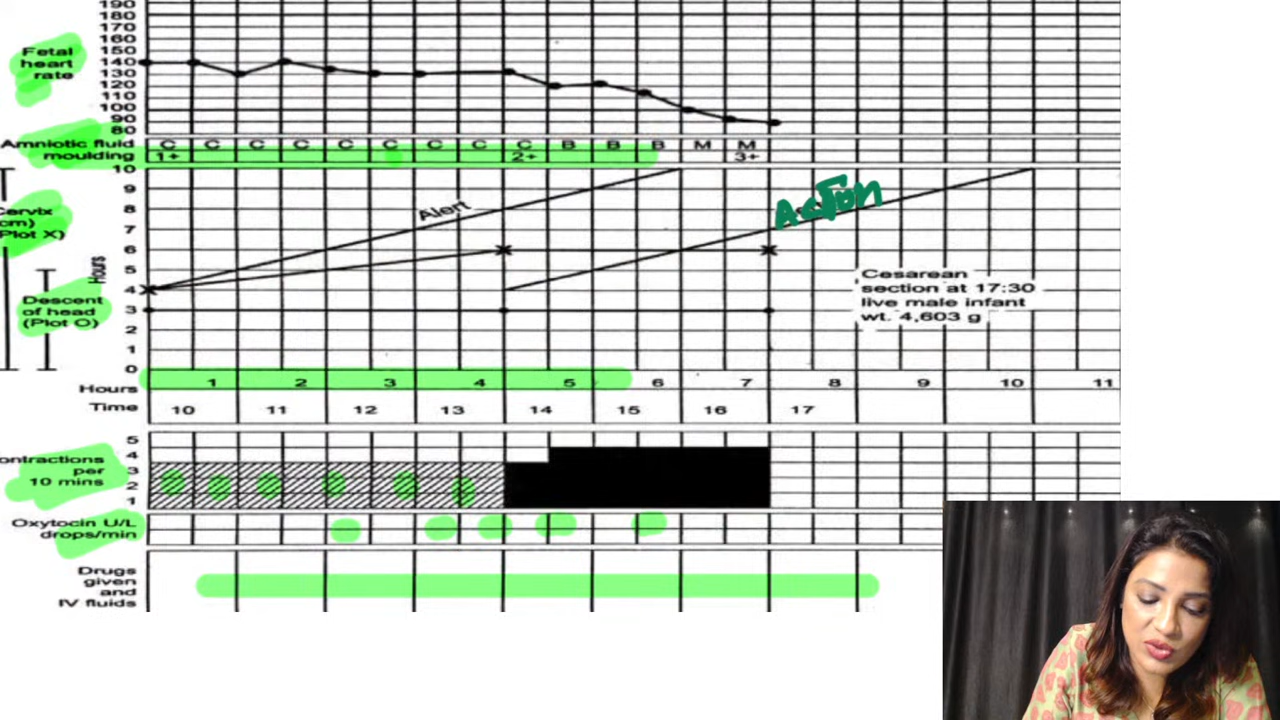 190
180
170
160
Fetal
heart
rate
150
140
130
120
110
100
90
80
Amniotic fluid C C C C C C C C C B B B M M
moulding 1+ 2+ 3+
Cervix
(cm)
(Plot X)
10
9
8
7
6
5
4
3
2
1
0
Hours
Alert
Action
Descent
of head
(Plot O)
Cesarean
section at 17:30
live male infant
wt. 4,603 g
Hours 1 2 3 4 5 6 7 8 9 10 11
Time 10 11 12 13 14 15 16 17
ontractions
per
10 mins
5
4
3
2
1
Oxytocin U/L
drops/min
Drugs
given
and
IV fluids